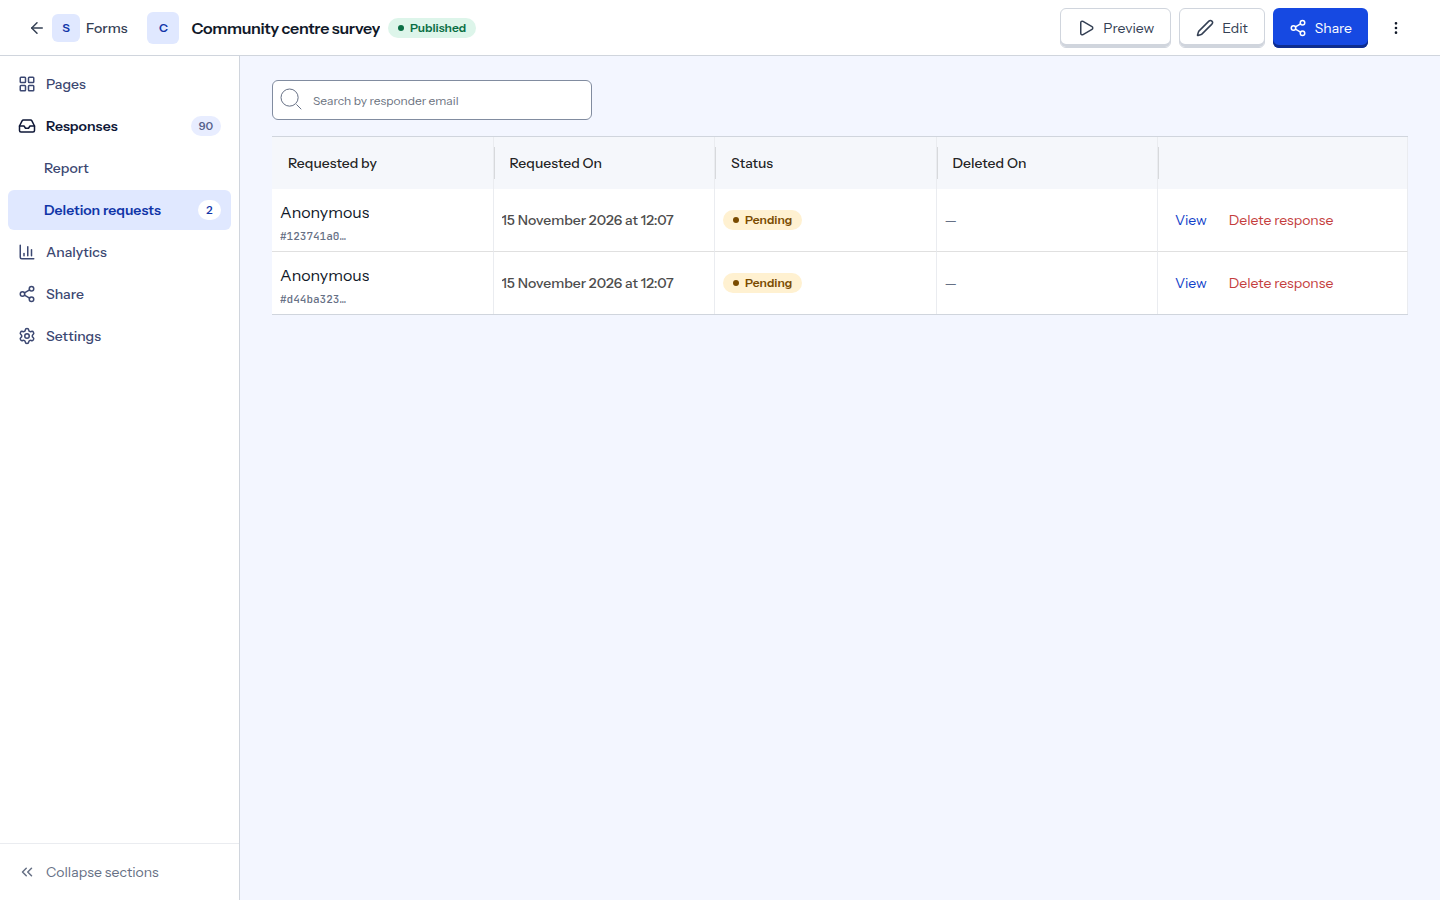 S Forms C Community centre survey Published Preview Edit Share
Pages
Responses 90
Report
Deletion requests 2
Analytics
Share
Settings
Collapse sections
Search by responder email
Requested by Requested On Status Deleted On
Anonymous 15 November 2026 at 12:07 Pending — View Delete response
#123741a0…
Anonymous 15 November 2026 at 12:07 Pending — View Delete response
#d44ba323…